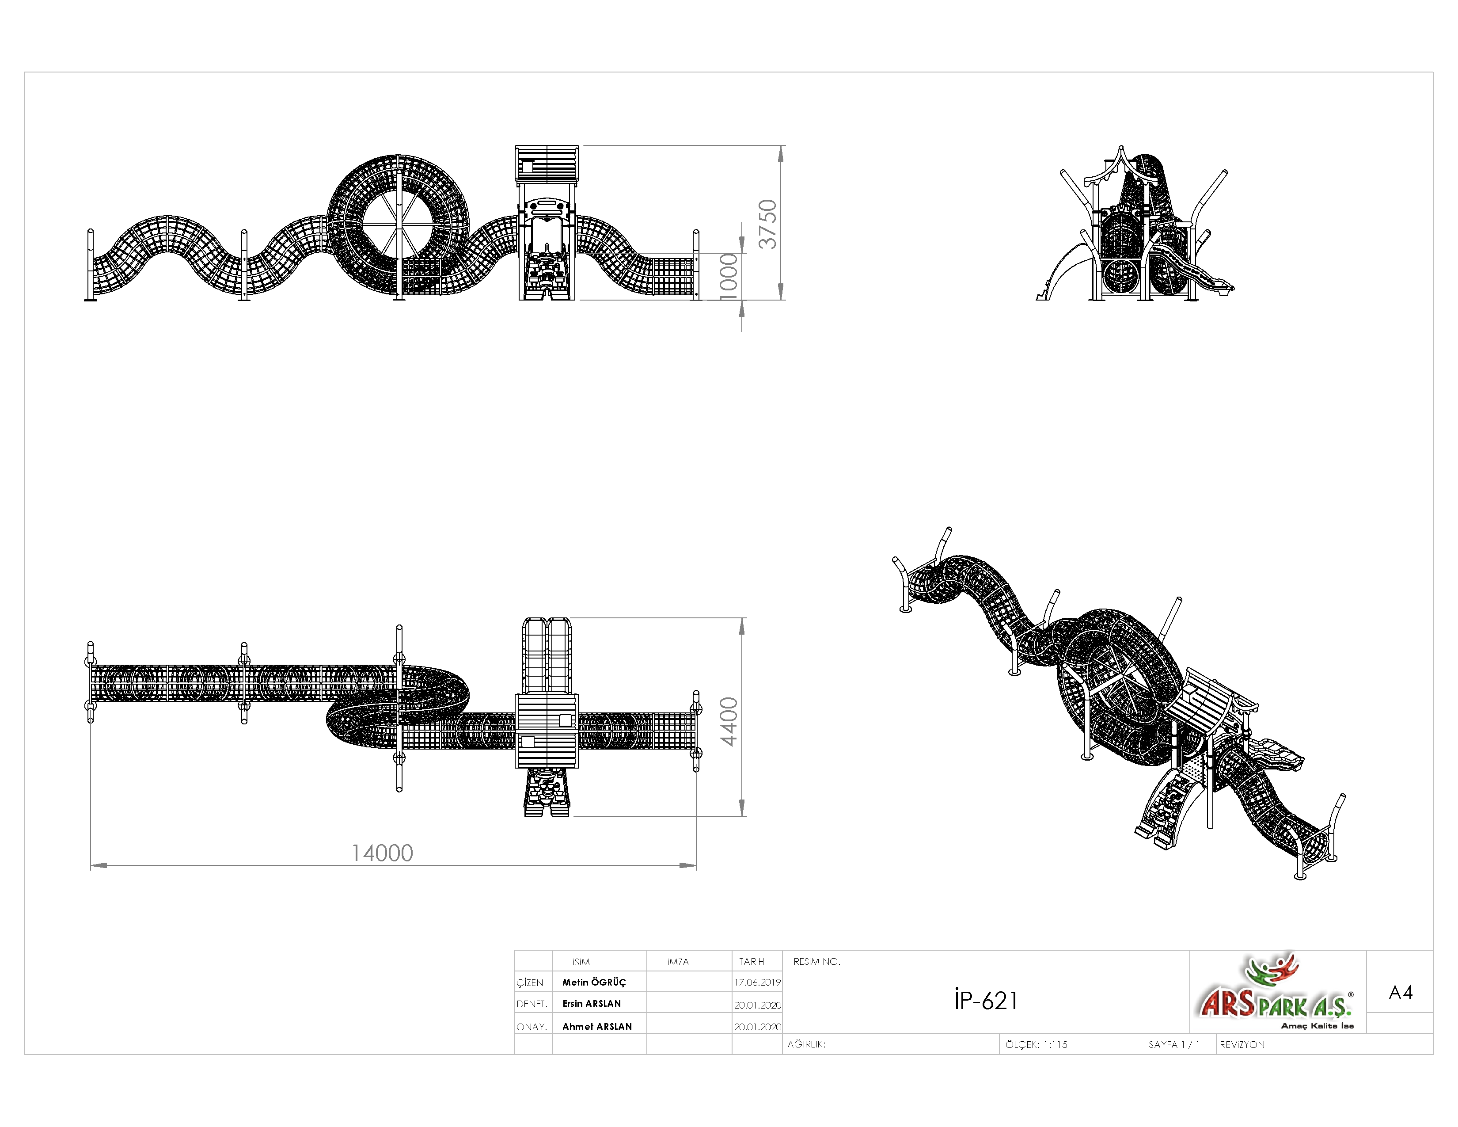 3750
1000
4400
14000
İSİM İMZA TARİH RESİM NO.
ÇİZEN Metin ÖGRÜÇ 17.06.2019
DENET. Ersin ARSLAN 20.01.2020
ONAY. Ahmet ARSLAN 20.01.2020
İP-621
ARSPARK A.Ş.®
Amaç Kalite ise
A4
AĞIRLIK: ÖLÇEK: 1:115 SAYFA 1 / 1 REVİZYON